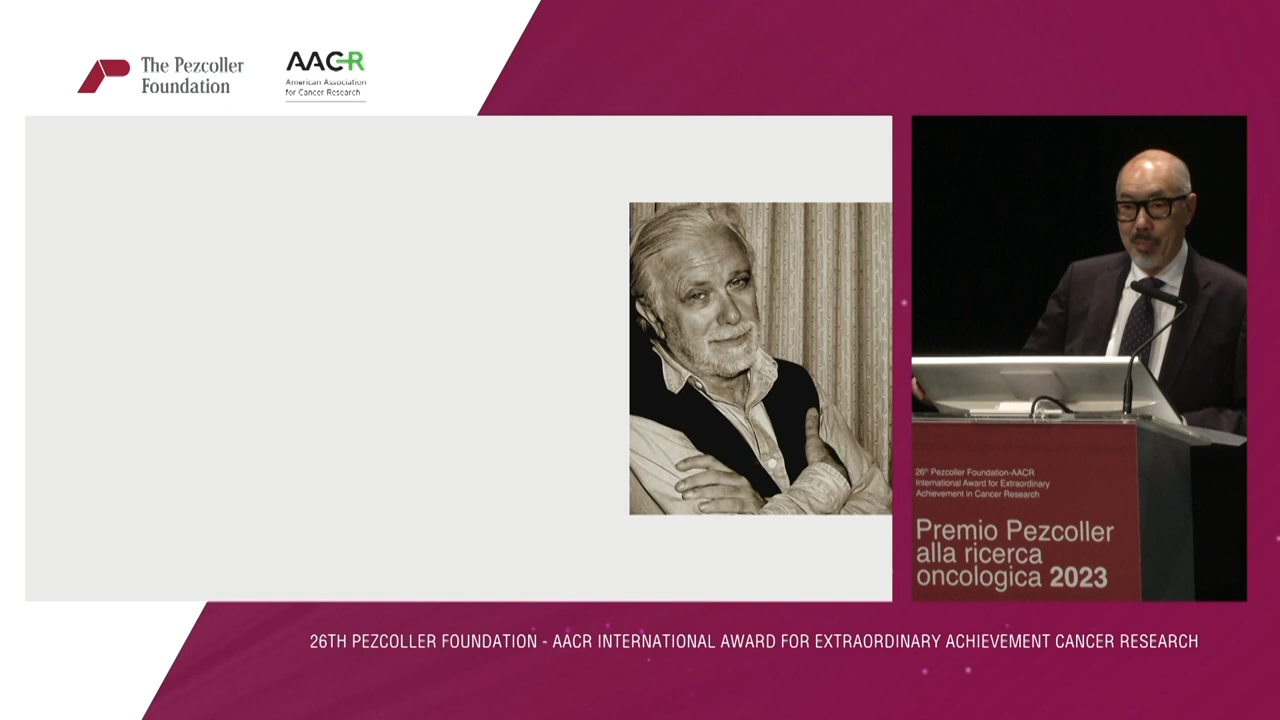 The Pezcoller
Foundation
AACR
American Association
for Cancer Research
26th Pezcoller Foundation-AACR
International Award for Extraordinary
Achievement in Cancer Research
Premio Pezcoller
alla ricerca
oncologica 2023
26TH PEZCOLLER FOUNDATION - AACR INTERNATIONAL AWARD FOR EXTRAORDINARY ACHIEVEMENT CANCER RESEARCH